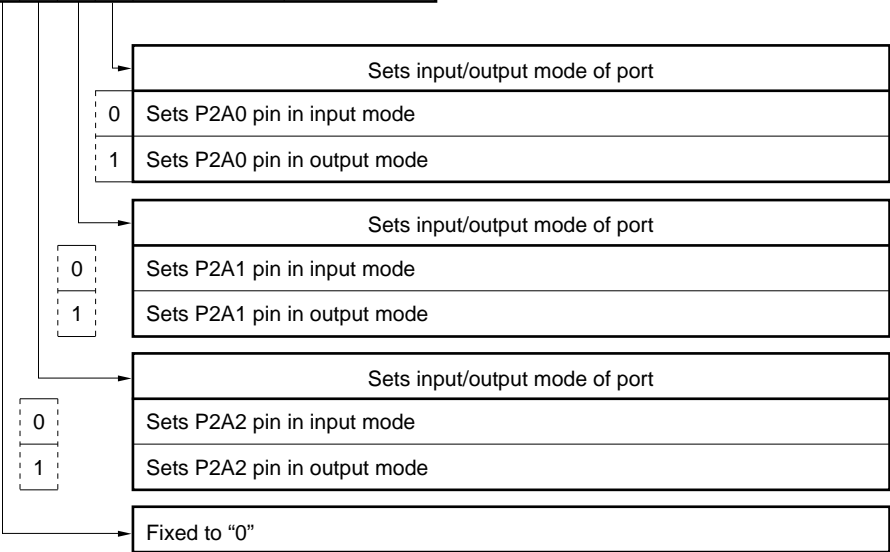 Sets input/output mode of port
0 Sets P2A0 pin in input mode
1 Sets P2A0 pin in output mode
Sets input/output mode of port
0 Sets P2A1 pin in input mode
1 Sets P2A1 pin in output mode
Sets input/output mode of port
0 Sets P2A2 pin in input mode
1 Sets P2A2 pin in output mode
Fixed to “0”